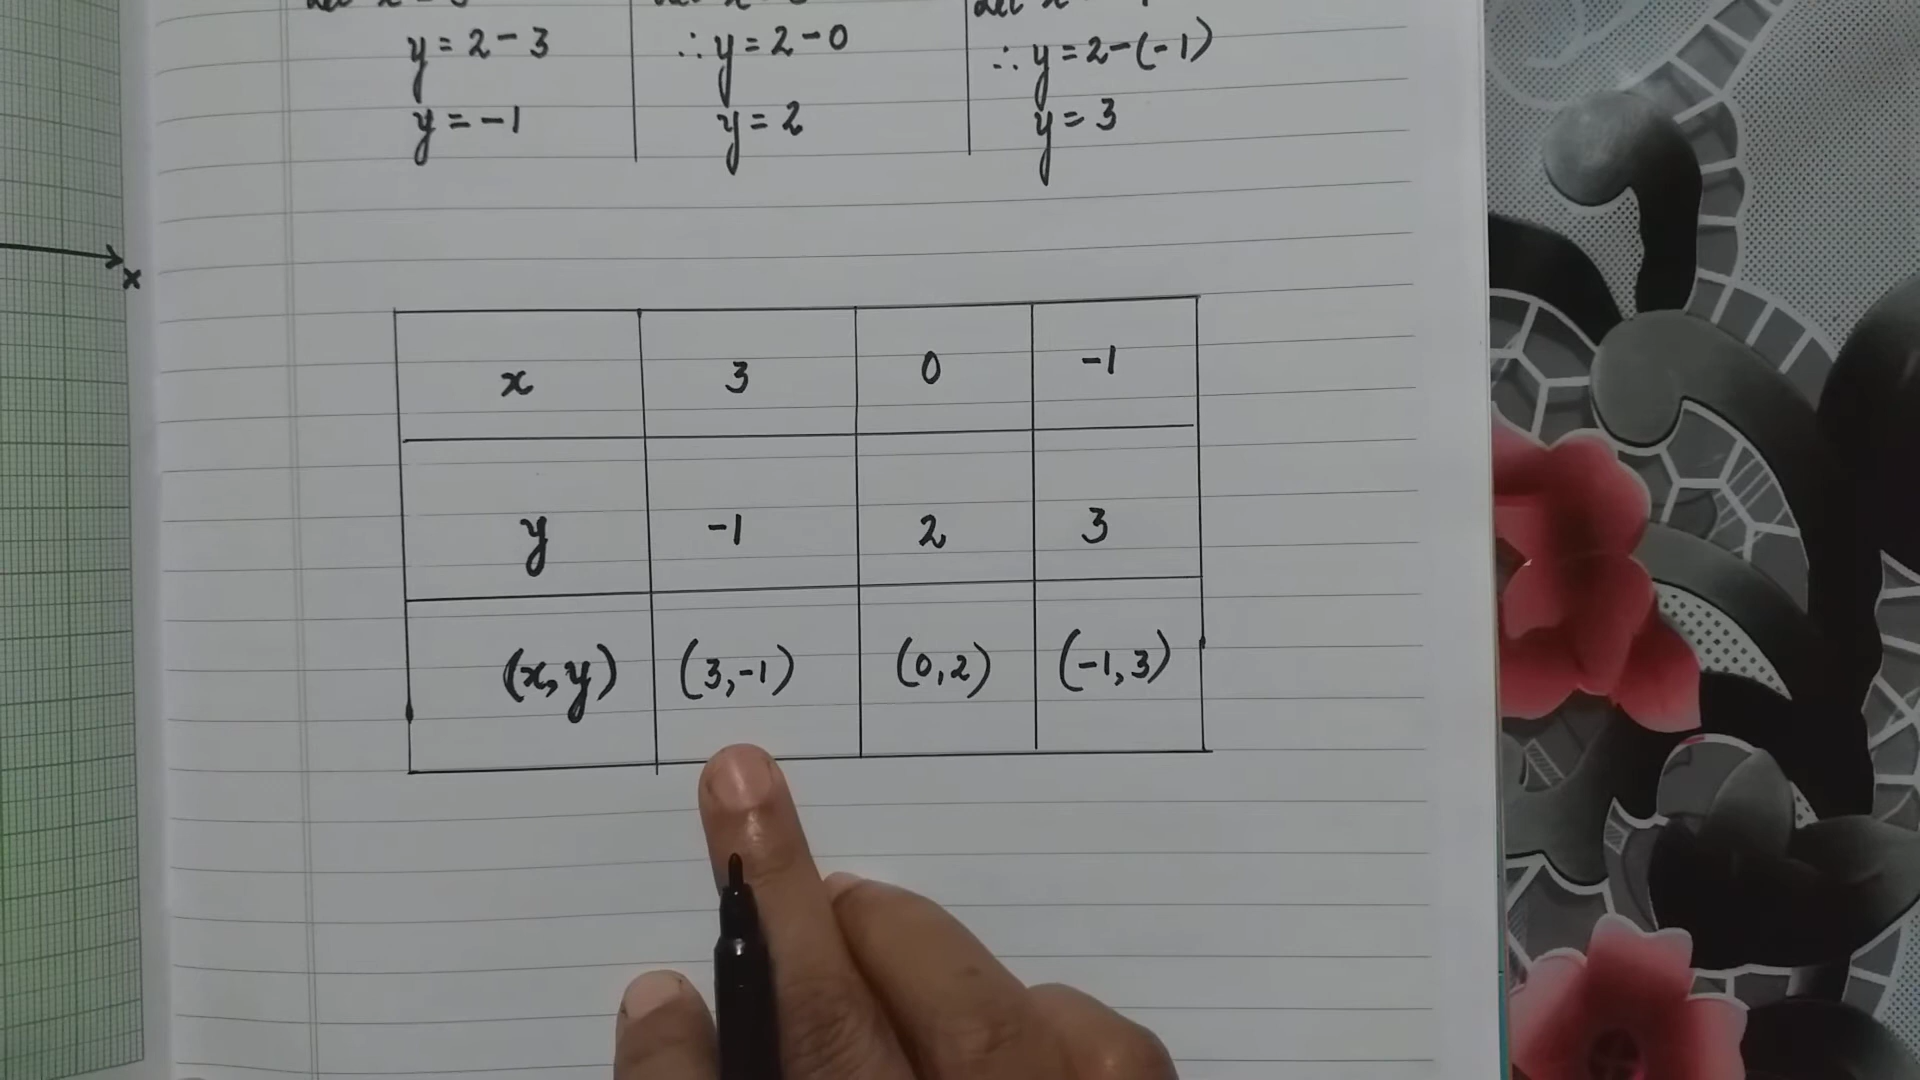 y = 2 - 3
∴ y = 2 - 0
∴ y = 2 - (-1)
y = -1
y = 2
y = 3
x
x 3 0 -1
y -1 2 3
(x, y) (3, -1) (0, 2) (-1, 3)